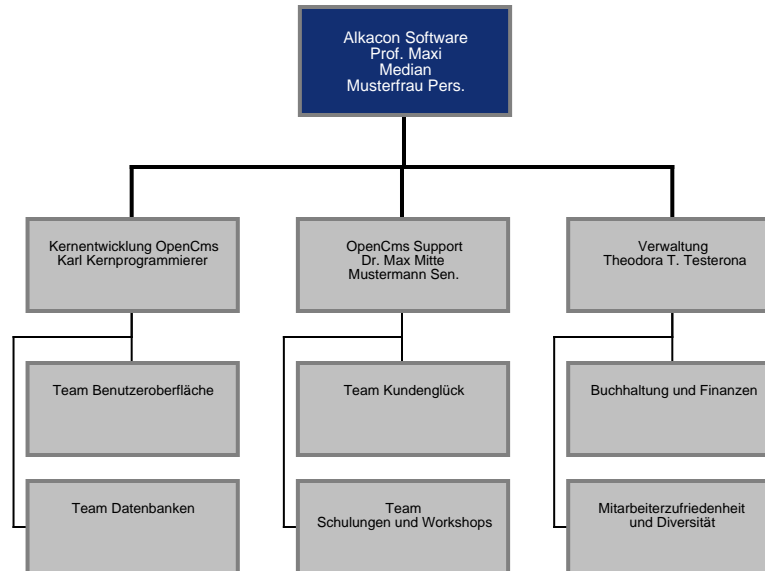 Alkacon Software
Prof. Maxi
Median
Musterfrau Pers.
Kernentwicklung OpenCms
Karl Kernprogrammierer
OpenCms Support
Dr. Max Mitte
Mustermann Sen.
Verwaltung
Theodora T. Testerona
Team Benutzeroberfläche
Team Kundenglück
Buchhaltung und Finanzen
Team Datenbanken
Team
Schulungen und Workshops
Mitarbeiterzufriedenheit
und Diversität